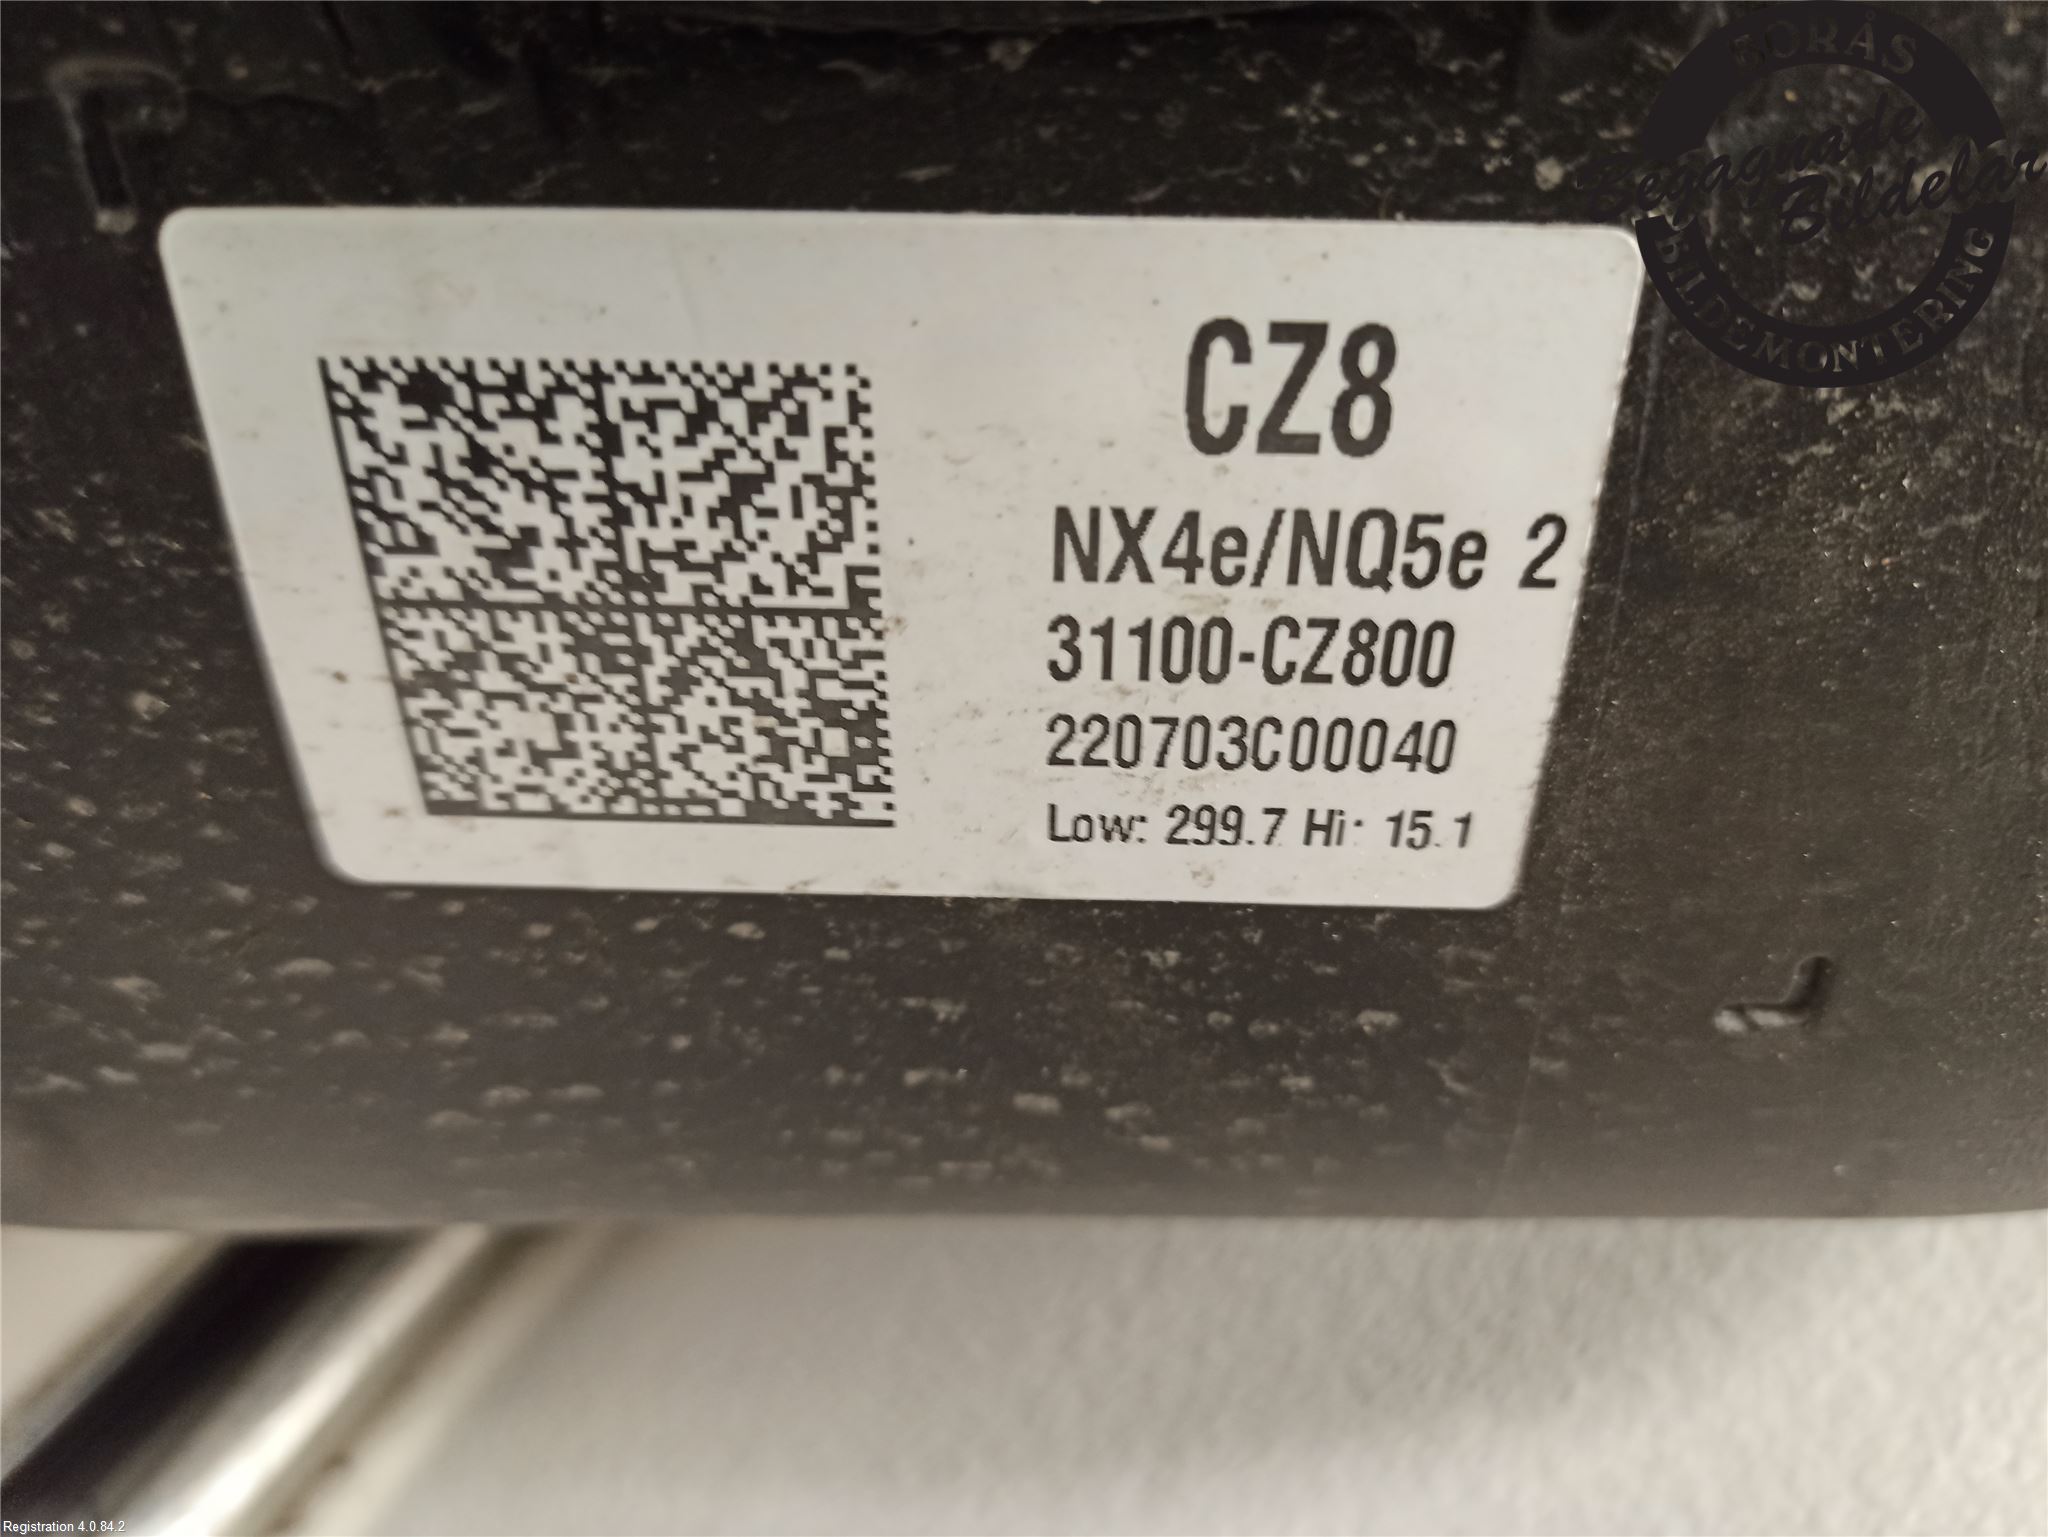 BORÅS
Begagnade
Bildelar
BILDEMONTERING
CZ8
NX4e/NQ5e 2
31100-CZ800
220703C00040
Low: 299.7 Hi: 15.1
Registration 4.0.84.2